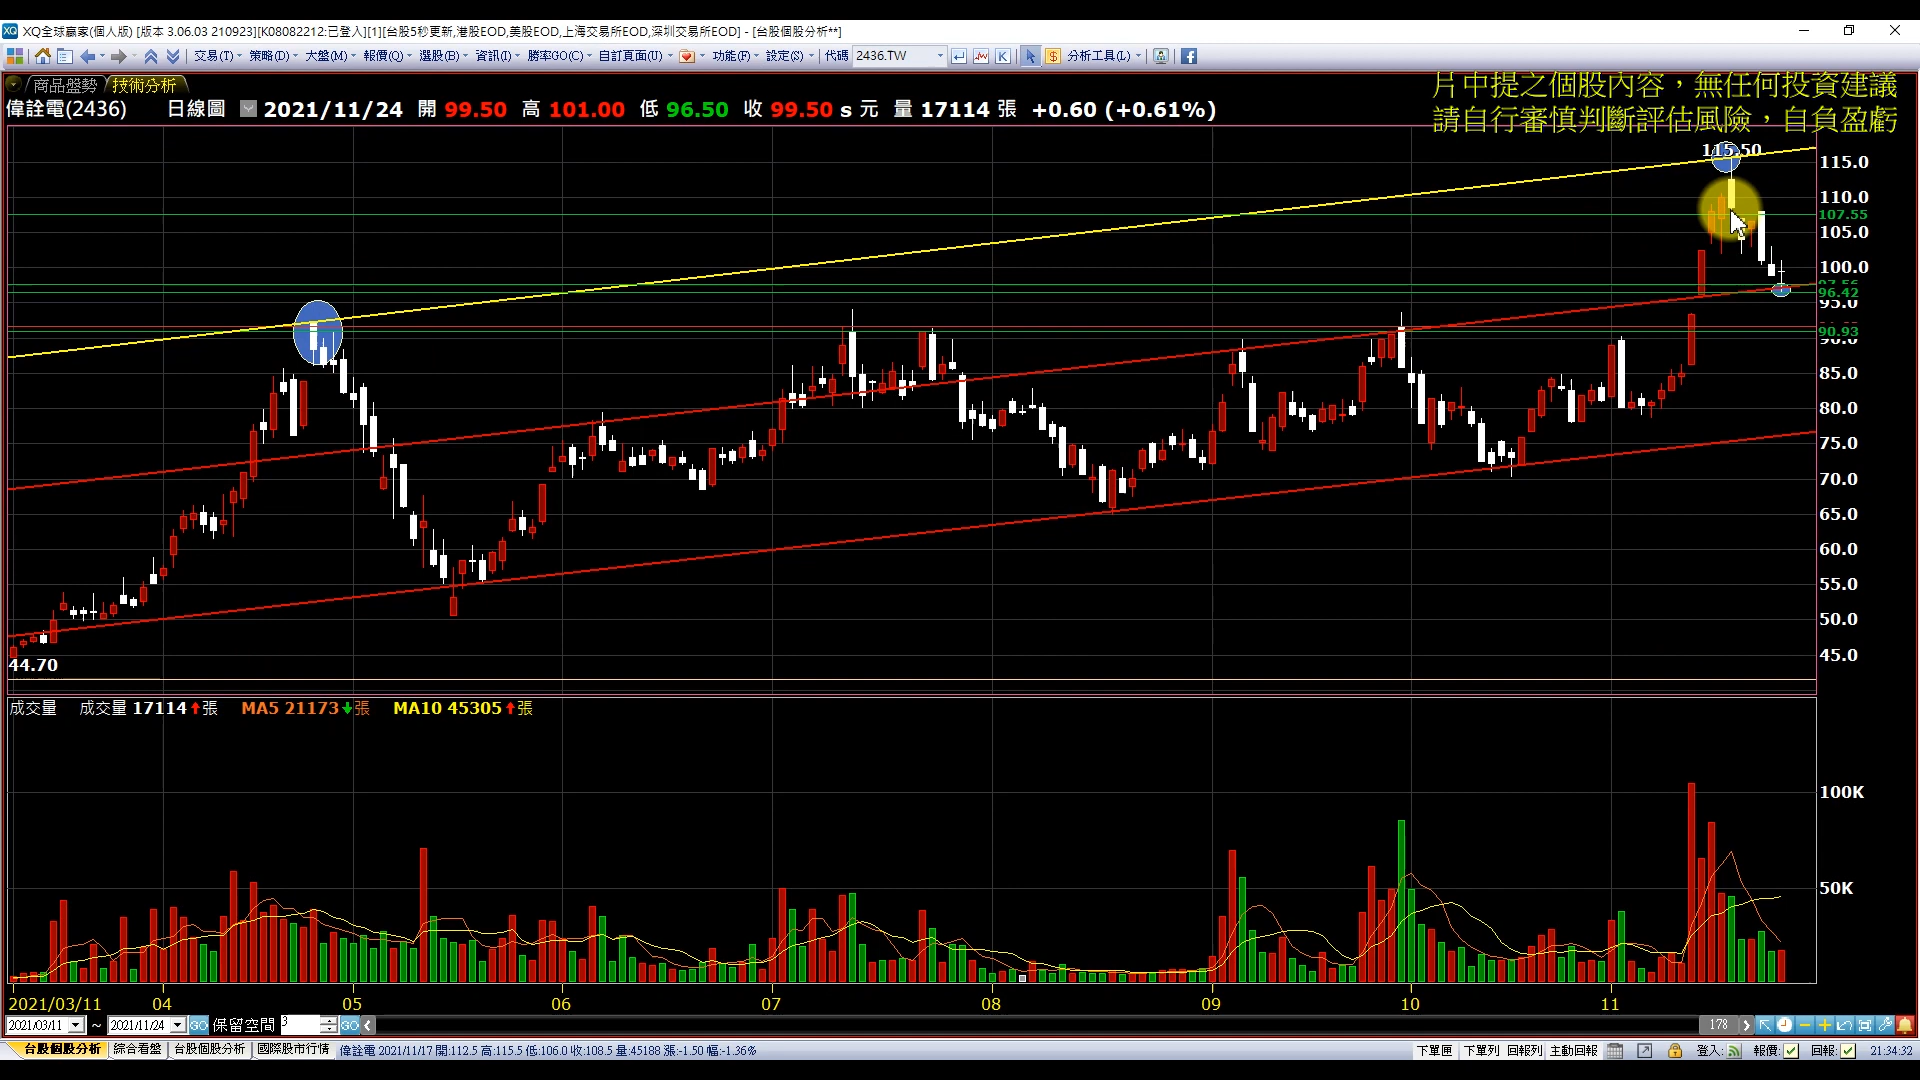 XQ全球贏家(個人版) [版本 3.06.03 210923][K08082212:已登入][1][台股5秒更新,港股EOD,美股EOD,上海交易所EOD,深圳交易所EOD] - [台股個股分析**]
交易(T) 策略(D) 大盤(M) 報價(Q) 選股(B) 資訊(I) 勝率GO(C) 自訂頁面(U) 功能(F) 設定(S) 代碼 2436.TW K $ 分析工具(L)
商品盤勢 技術分析
片中提之個股內容，無任何投資建議
請自行審慎判斷評估風險，自負盈虧
偉詮電(2436) 日線圖 2021/11/24 開 99.50 高 101.00 低 96.50 收 99.50 s 元 量 17114 張 +0.60 (+0.61%)
115.50
115.0
110.0
107.55
105.0
100.0
96.42
95.0
90.93
90.0
85.0
80.0
75.0
70.0
65.0
60.0
55.0
50.0
45.0
44.70
成交量 成交量 17114 張 MA5 21173 張 MA10 45305 張
100K
50K
2021/03/11 04 05 06 07 08 09 10 11
2021/03/11 ~ 2021/11/24 GO 保留空間 3 GO 178
台股個股分析 綜合看盤 台股個股分析 國際股市行情 偉詮電 2021/11/17 開:112.5 高:115.5 低:106.0 收:108.5 量:45188 漲:-1.50 幅:-1.36% 下單匣 下單列 回報列 主動回報 登入: 報價: 回報: 21:34:32